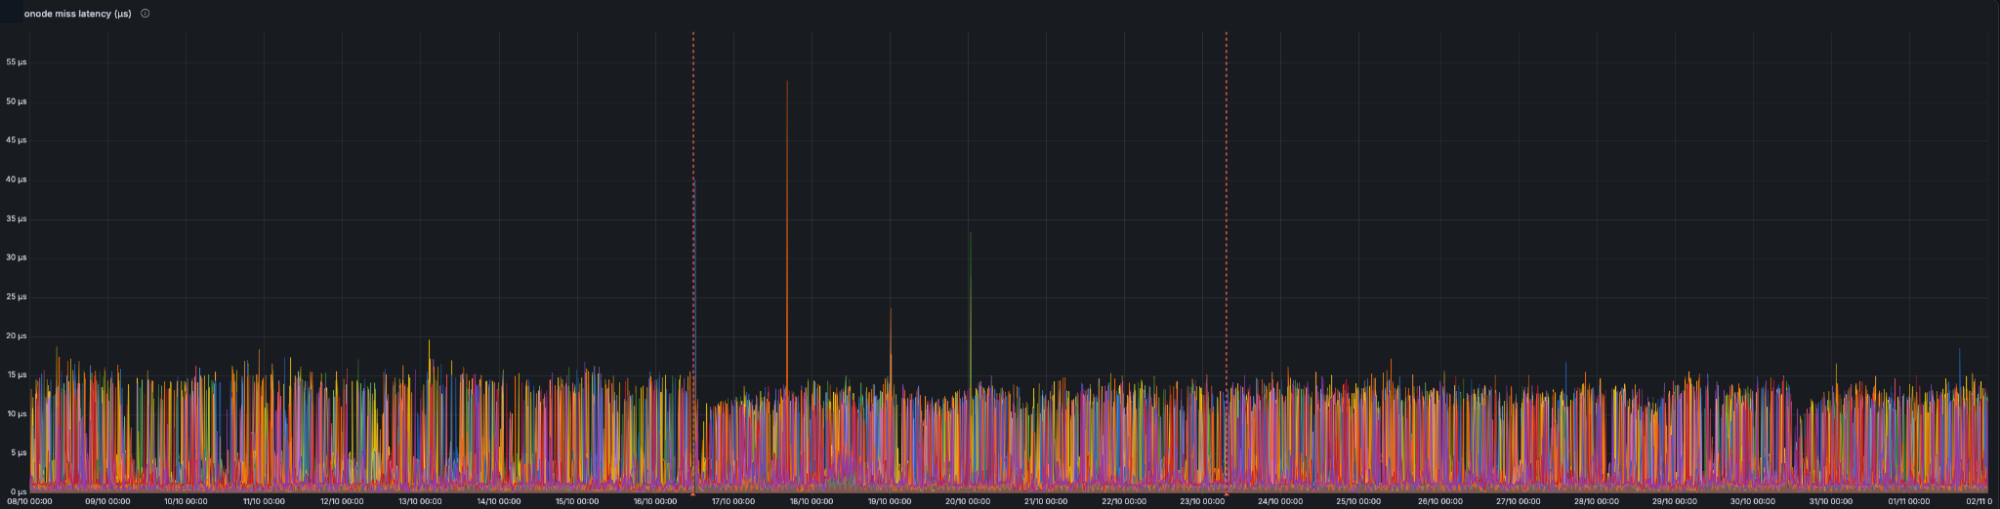 onode miss latency (µs)
55 µs
50 µs
45 µs
40 µs
35 µs
30 µs
25 µs
20 µs
15 µs
10 µs
5 µs
0 µs
08/10 00:00 09/10 00:00 10/10 00:00 11/10 00:00 12/10 00:00 13/10 00:00 14/10 00:00 15/10 00:00 16/10 00:00 17/10 00:00 18/10 00:00 19/10 00:00 20/10 00:00 21/10 00:00 22/10 00:00 23/10 00:00 24/10 00:00 25/10 00:00 26/10 00:00 27/10 00:00 28/10 00:00 29/10 00:00 30/10 00:00 31/10 00:00 01/11 00:00 02/11 0